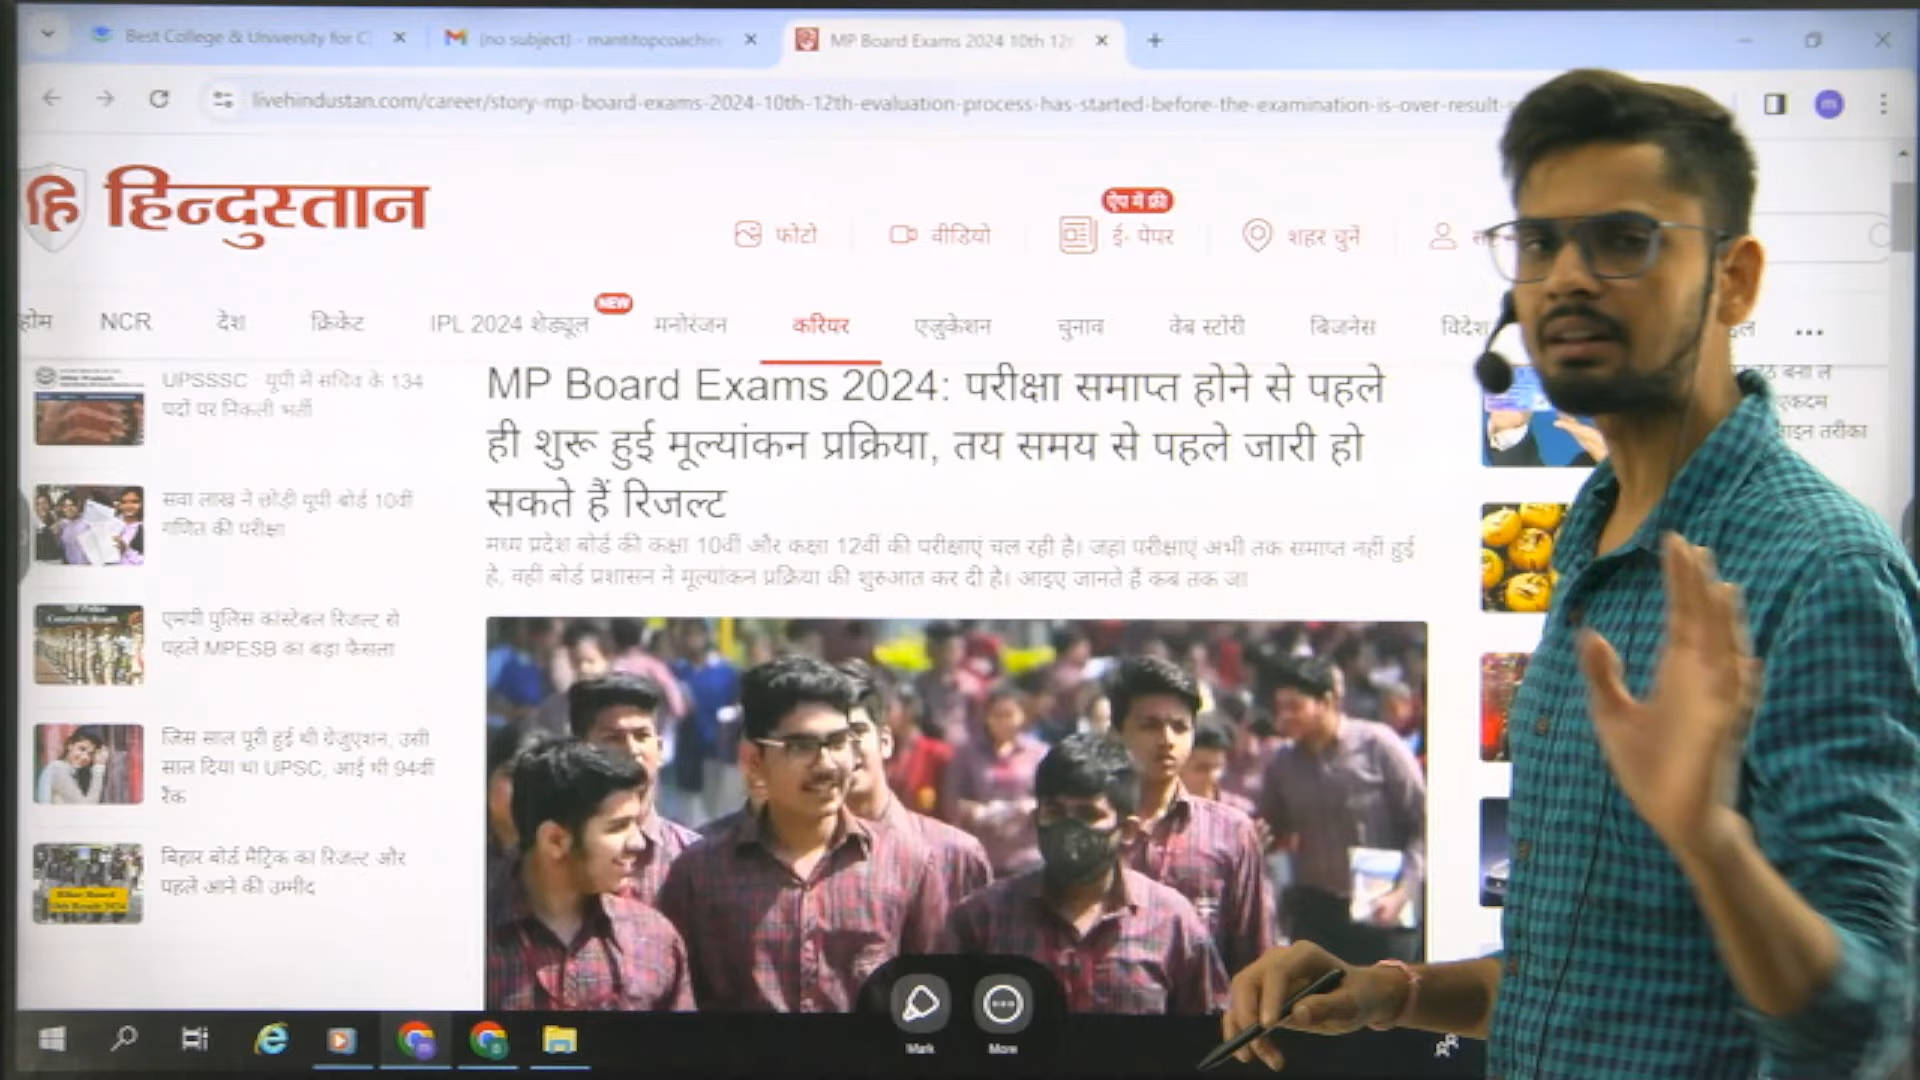 Best College & University for C
(no subject) - mantitopcoachin
MP Board Exams 2024 10th 12t
livehindustan.com/career/story-mp-board-exams-2024-10th-12th-evaluation-process-has-started-before-the-examination-is-over-result-
m
हि हिन्दुस्तान
ऐप में फ्री
फोटो
वीडियो
ई- पेपर
शहर चुनें
NEW
होम NCR देश क्रिकेट IPL 2024 शेड्यूल मनोरंजन करियर एजुकेशन चुनाव वेब स्टोरी बिजनेस विदेश
UPSSSC : यूपी में सचिव के 134
पदों पर निकली भर्ती
सवा लाख ने छोड़ी यूपी बोर्ड 10वीं
गणित की परीक्षा
एमपी पुलिस कांस्टेबल रिजल्ट से
पहले MPESB का बड़ा फैसला
जिस साल पूरी हुई थी ग्रेजुएशन, उसी
साल दिया था UPSC, आई थी 94वीं
रैंक
बिहार बोर्ड मैट्रिक का रिजल्ट और
पहले आने की उम्मीद
MP Board Exams 2024: परीक्षा समाप्त होने से पहले
ही शुरू हुई मूल्यांकन प्रक्रिया, तय समय से पहले जारी हो
सकते हैं रिजल्ट
मध्य प्रदेश बोर्ड की कक्षा 10वीं और कक्षा 12वीं की परीक्षाएं चल रही है। जहां परीक्षाएं अभी तक समाप्त नहीं हुई
है, वहीं बोर्ड प्रशासन ने मूल्यांकन प्रक्रिया की शुरुआत कर दी है। आइए जानते हैं कब तक जा
बना ल
एकदम
तरीका
Mark
More